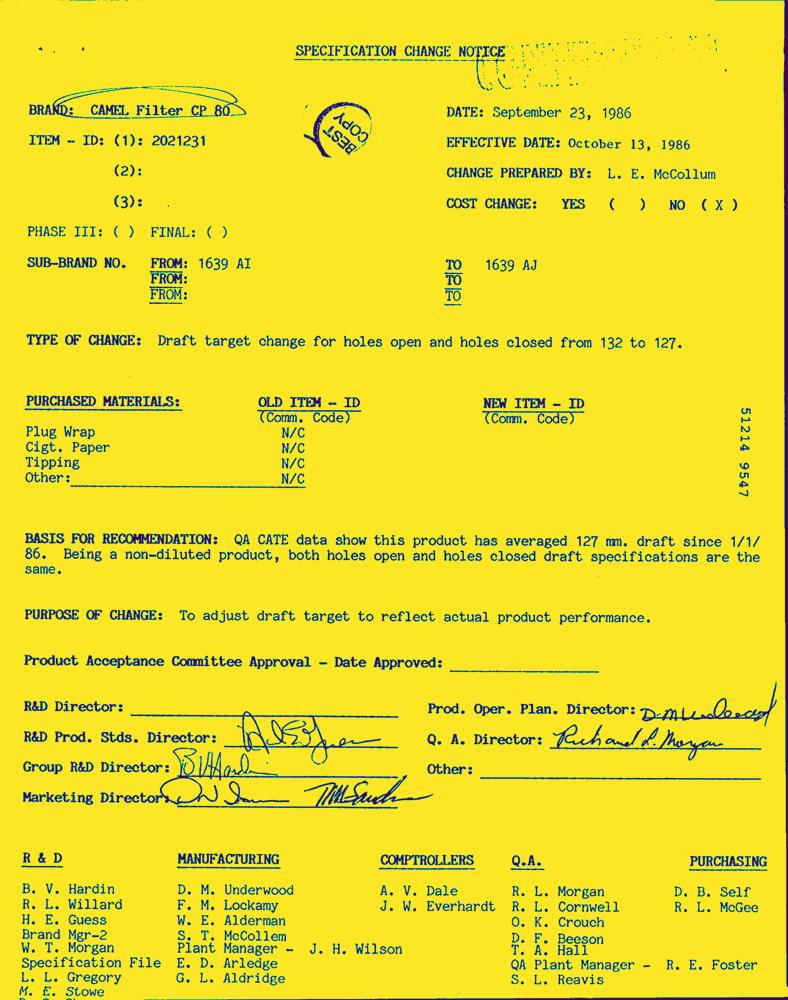 SPECIFICATION CHANGE NOTICE
BRAND: CAMEL Filter CP 80
DATE: September 23, 1986
BEST COPY
ITEM - ID: (1): 2021231
EFFECTIVE DATE: October 13, 1986
(2):
CHANGE PREPARED BY: L. E. McCollum
(3):
COST CHANGE: YES ( ) NO ( X )
PHASE III: ( ) FINAL: ( )
SUB-BRAND NO. FROM: 1639 AI TO 1639 AJ
FROM: TO
FROM: TO
TYPE OF CHANGE: Draft target change for holes open and holes closed from 132 to 127.
PURCHASED MATERIALS: OLD ITEM - ID NEW ITEM - ID
(Comm. Code) (Comm. Code)
Plug Wrap N/C
Cigt. Paper N/C
Tipping N/C
Other: N/C
51214 9547
BASIS FOR RECOMMENDATION: QA CATE data show this product has averaged 127 mm. draft since 1/1/
86. Being a non-diluted product, both holes open and holes closed draft specifications are the
same.
PURPOSE OF CHANGE: To adjust draft target to reflect actual product performance.
Product Acceptance Committee Approval - Date Approved:
R&D Director: Prod. Oper. Plan. Director: D.M. Underwood
R&D Prod. Stds. Director: Q. A. Director: Richard L. Morgan
Group R&D Director: Other:
Marketing Director:
R & D MANUFACTURING COMPTROLLERS Q.A. PURCHASING
B. V. Hardin D. M. Underwood A. V. Dale R. L. Morgan D. B. Self
R. L. Willard F. M. Lockamy J. W. Everhardt R. L. Cornwell R. L. McGee
H. E. Guess W. E. Alderman O. K. Crouch
Brand Mgr-2 S. T. McCollem D. F. Beeson
W. T. Morgan Plant Manager - J. H. Wilson T. A. Hall
Specification File E. D. Arledge QA Plant Manager - R. E. Foster
L. L. Gregory G. L. Aldridge S. L. Reavis
M. E. Stowe